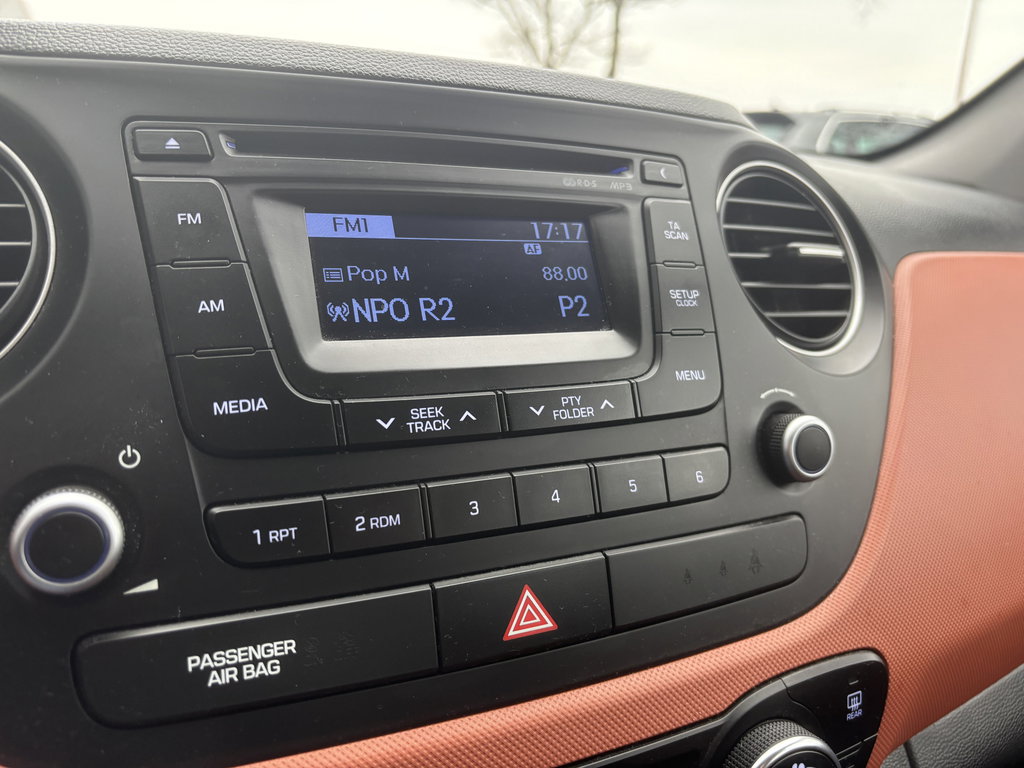 RDS MP3
FM
FM1 17:17
AF
TA
SCAN
Pop M 88.00
AM
NPO R2 P2
SETUP
CLOCK
MEDIA
SEEK
TRACK
PTY
FOLDER
MENU
1 RPT
2 RDM
3
4
5
6
PASSENGER
AIR BAG
REAR